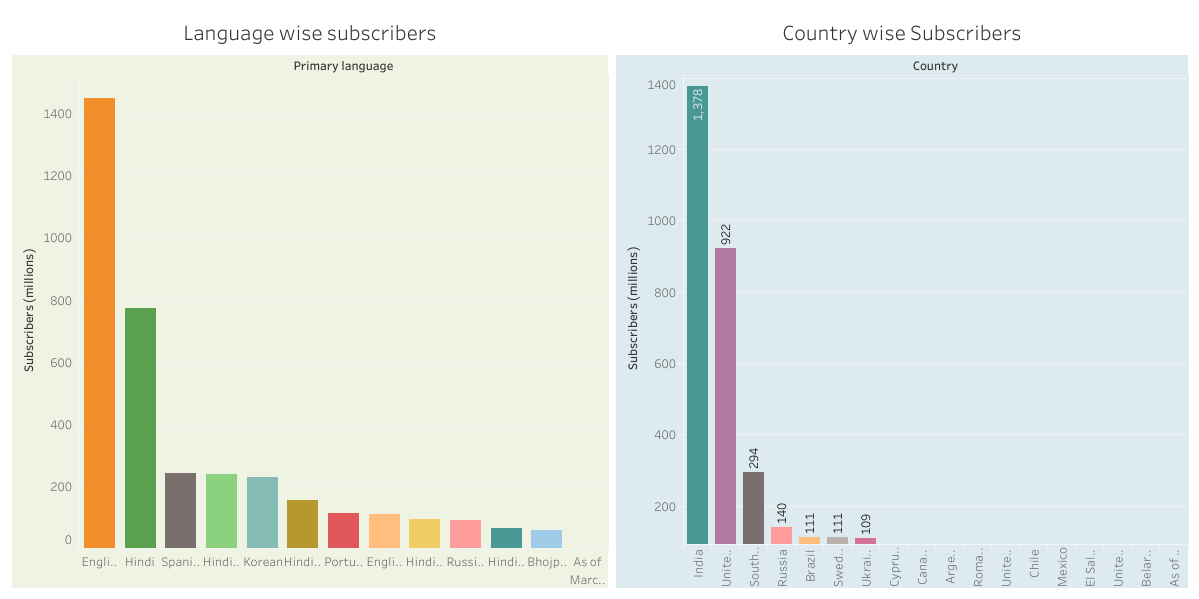 Language wise subscribers
Primary language
1400
1200
1000
800
600
400
200
0
Subscribers (millions)
Engli..
Hindi
Spani..
Hindi..
Korean
Hindi..
Portu..
Engli..
Hindi..
Russi..
Hindi..
Bhojp..
As of
Marc..
Country wise Subscribers
Country
1400
1200
1000
800
600
400
200
Subscribers (millions)
1,378
922
294
140
111
111
109
India
Unite..
South..
Russia
Brazil
Swed..
Ukrai..
Cypru..
Cana..
Arge..
Roma..
Unite..
Chile
Mexico
El Sal..
Unite..
Belar..
As of ..